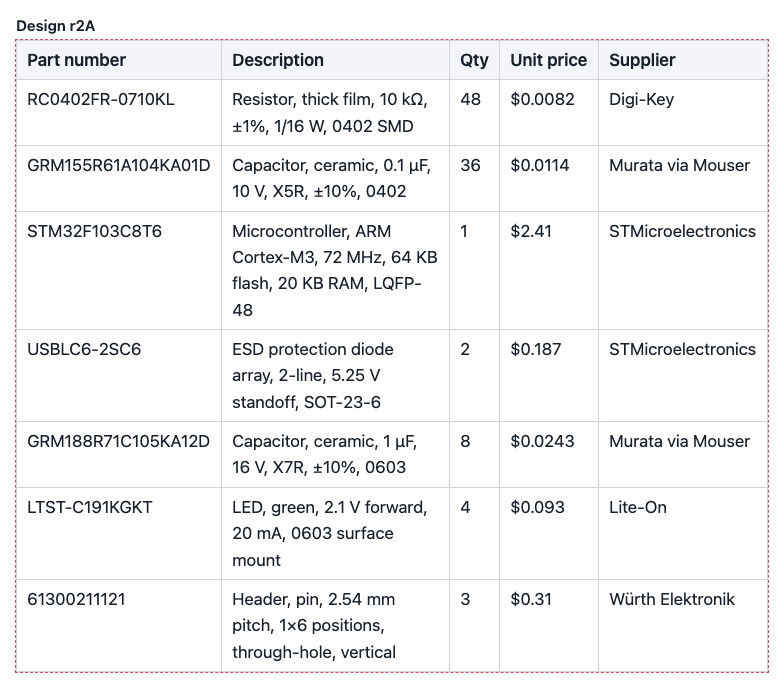 Design r2A
Part number Description Qty Unit price Supplier
RC0402FR-0710KL Resistor, thick film, 10 kΩ, 48 $0.0082 Digi-Key
±1%, 1/16 W, 0402 SMD
GRM155R61A104KA01D Capacitor, ceramic, 0.1 µF, 36 $0.0114 Murata via Mouser
10 V, X5R, ±10%, 0402
STM32F103C8T6 Microcontroller, ARM 1 $2.41 STMicroelectronics
Cortex-M3, 72 MHz, 64 KB
flash, 20 KB RAM, LQFP-
48
USBLC6-2SC6 ESD protection diode 2 $0.187 STMicroelectronics
array, 2-line, 5.25 V
standoff, SOT-23-6
GRM188R71C105KA12D Capacitor, ceramic, 1 µF, 8 $0.0243 Murata via Mouser
16 V, X7R, ±10%, 0603
LTST-C191KGKT LED, green, 2.1 V forward, 4 $0.093 Lite-On
20 mA, 0603 surface
mount
61300211121 Header, pin, 2.54 mm 3 $0.31 Würth Elektronik
pitch, 1×6 positions,
through-hole, vertical